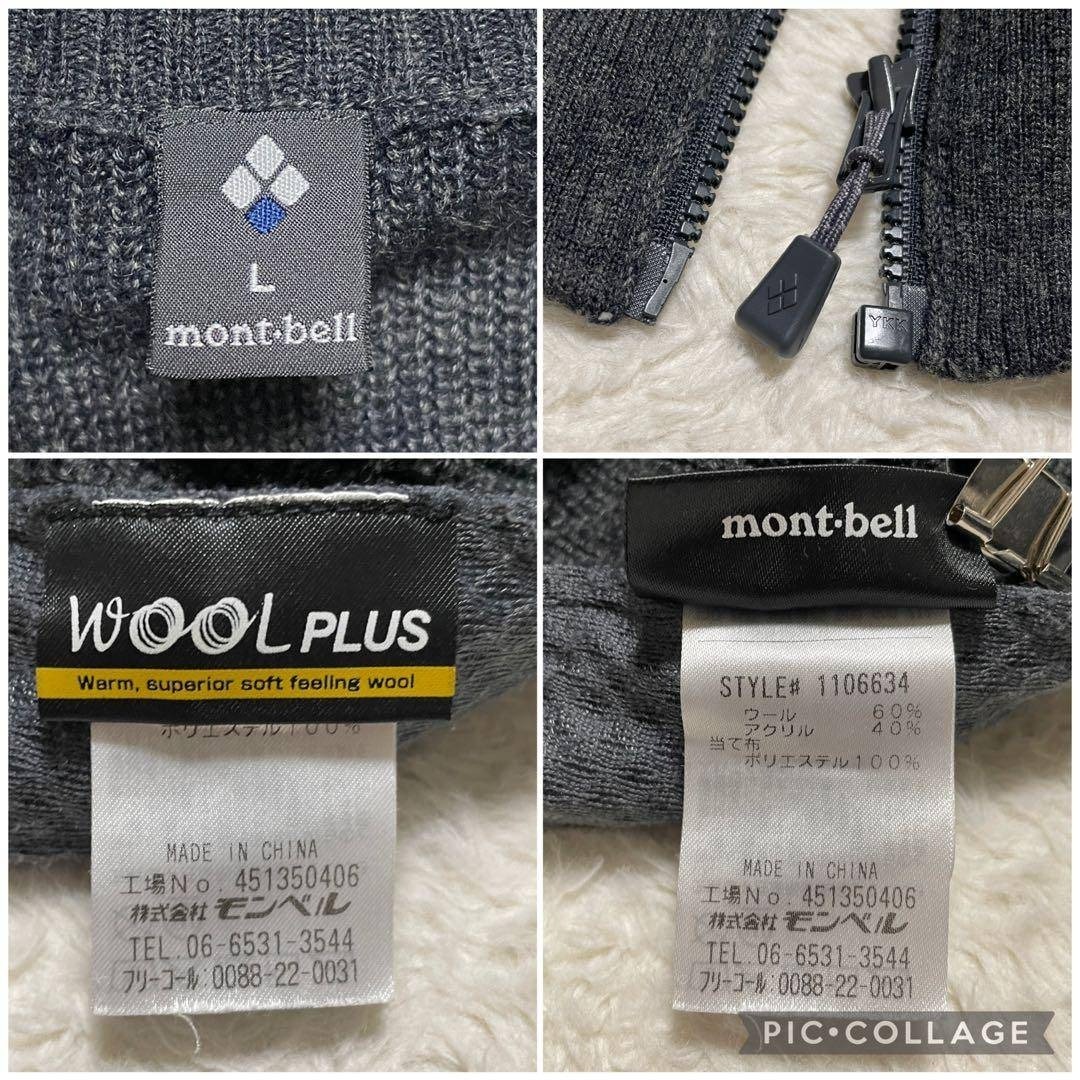 L
mont·bell
YKK
WOOL PLUS
Warm, superior soft feeling wool
ポリエステル100%
MADE IN CHINA
工場No. 451350406
株式会社 モンベル
TEL.06-6531-3544
フリーコール:0088-22-0031
mont·bell
STYLE# 1106634
ウール 60%
アクリル 40%
当て布
ポリエステル100%
MADE IN CHINA
工場No. 451350406
株式会社 モンベル
TEL.06-6531-3544
フリーコール:0088-22-0031
PIC•COLLAGE